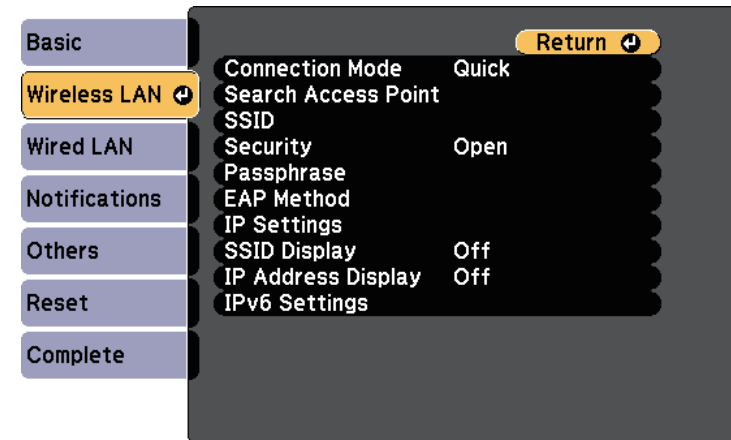 Basic
Wireless LAN
Wired LAN
Notifications
Others
Reset
Complete
Return
Connection Mode Quick
Search Access Point
SSID
Security Open
Passphrase
EAP Method
IP Settings
SSID Display Off
IP Address Display Off
IPv6 Settings